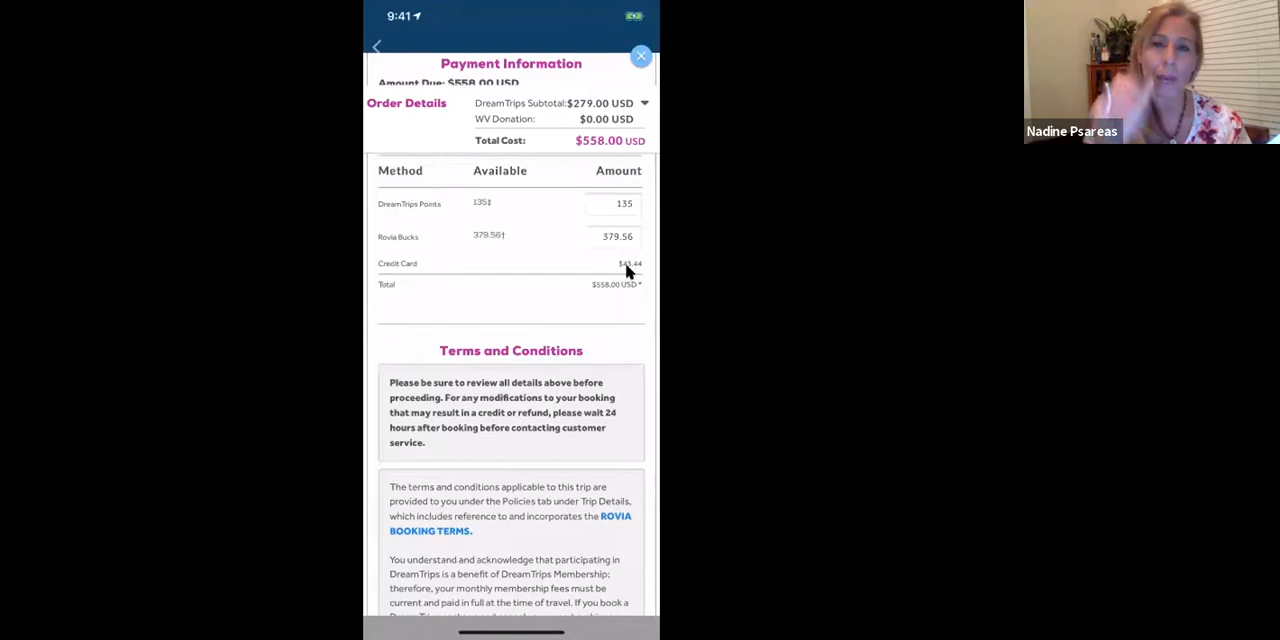 9:41
Payment Information
Amount Due: $558.00 USD
Order Details
DreamTrips Subtotal: $279.00 USD
WV Donation: $0.00 USD
Total Cost: $558.00 USD
Method Available Amount
DreamTrips Points 135‡ 135
Rovia Bucks 379.56† 379.56
Credit Card $43.44
Total $558.00 USD *
Terms and Conditions
Please be sure to review all details above before
proceeding. For any modifications to your booking
that may result in a credit or refund, please wait 24
hours after booking before contacting customer
service.
The terms and conditions applicable to this trip are
provided to you under the Policies tab under Trip Details,
which includes reference to and incorporates the ROVIA
BOOKING TERMS.
You understand and acknowledge that participating in
DreamTrips is a benefit of DreamTrips Membership;
therefore, your monthly membership fees must be
current and paid in full at the time of travel. If you book a
Nadine Psareas